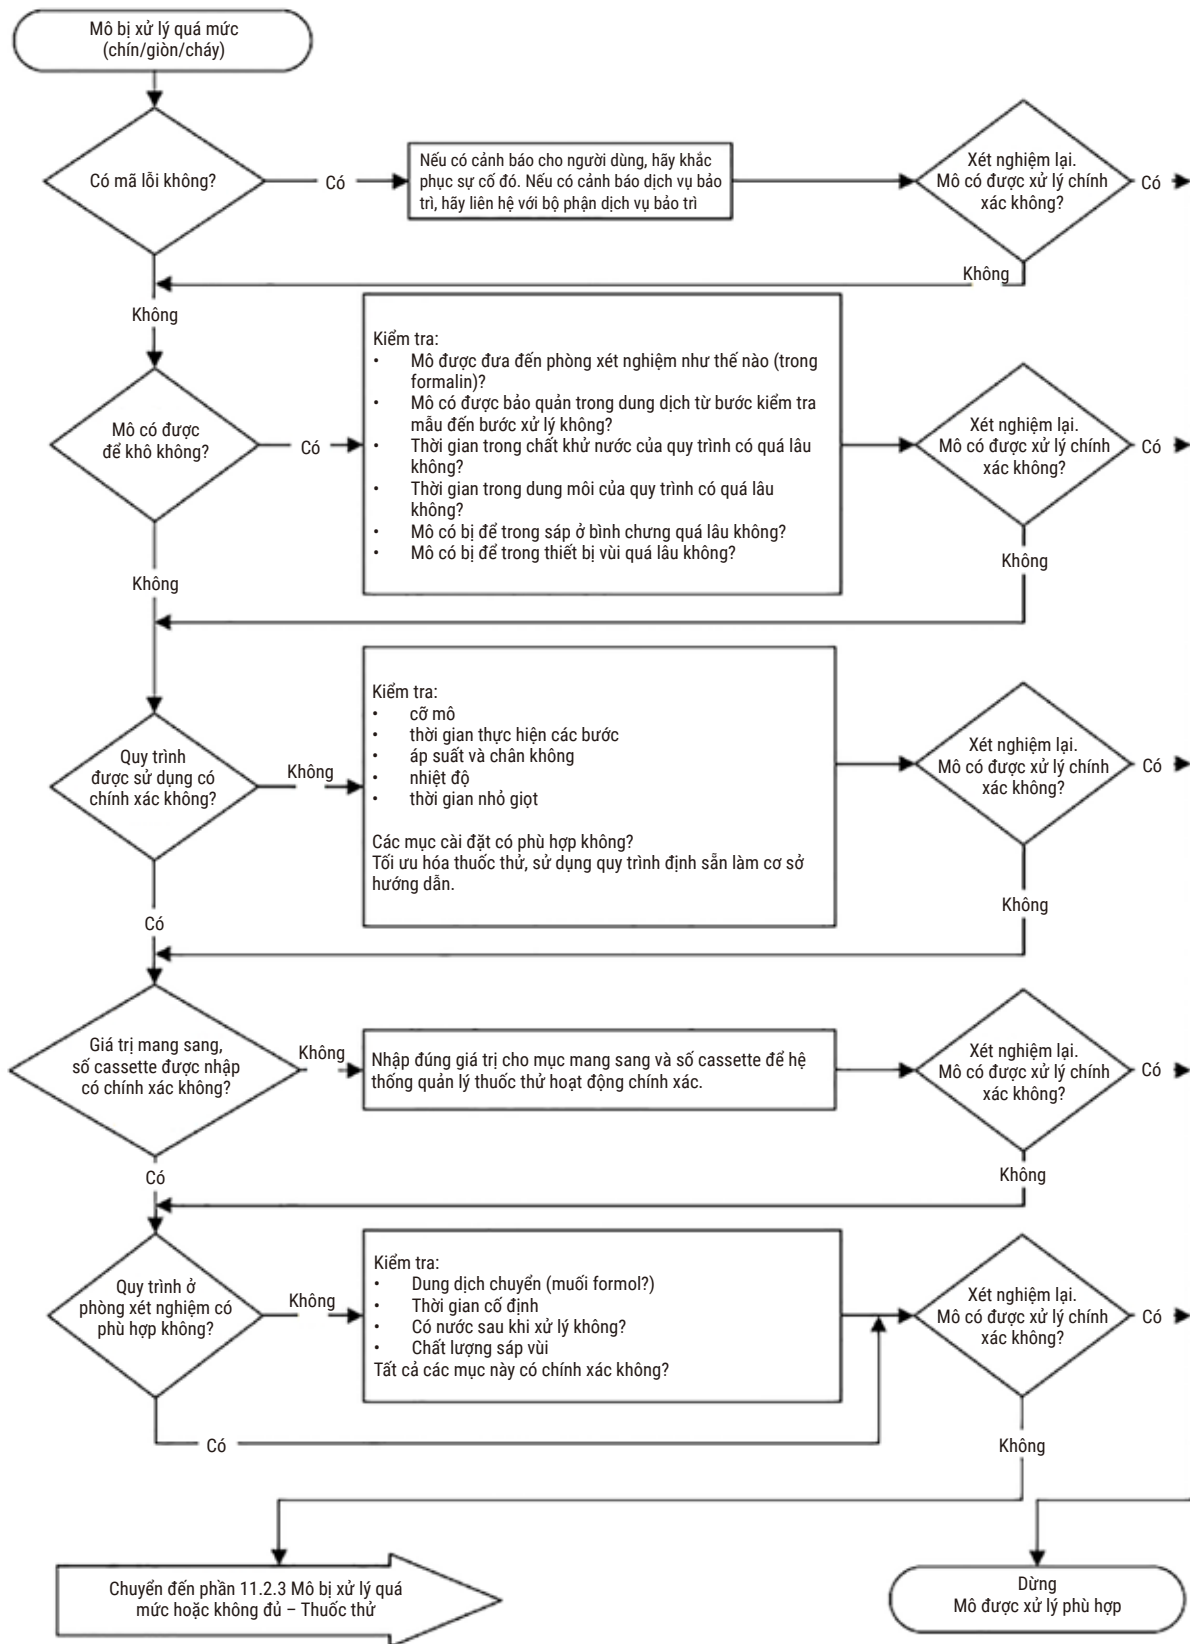 Mô bị xử lý quá mức
(chín/giòn/cháy)
Có mã lỗi không?
Có
Nếu có cảnh báo cho người dùng, hãy khắc
phục sự cố đó. Nếu có cảnh báo dịch vụ bảo
trì, hãy liên hệ với bộ phận dịch vụ bảo trì
Xét nghiệm lại.
Mô có được xử lý chính
xác không?
Có
Không
Không
Mô có được
để khô không?
Có
Kiểm tra:
• Mô được đưa đến phòng xét nghiệm như thế nào (trong
formalin)?
• Mô có được bảo quản trong dung dịch từ bước kiểm tra
mẫu đến bước xử lý không?
• Thời gian trong chất khử nước của quy trình có quá lâu
không?
• Thời gian trong dung môi của quy trình có quá lâu
không?
• Mô có bị để trong sáp ở bình chưng quá lâu không?
• Mô có bị để trong thiết bị vùi quá lâu không?
Xét nghiệm lại.
Mô có được xử lý chính
xác không?
Có
Không
Không
Quy trình
được sử dụng có
chính xác không?
Không
Kiểm tra:
• cỡ mô
• thời gian thực hiện các bước
• áp suất và chân không
• nhiệt độ
• thời gian nhỏ giọt
Các mục cài đặt có phù hợp không?
Tối ưu hóa thuốc thử, sử dụng quy trình định sẵn làm cơ sở
hướng dẫn.
Xét nghiệm lại.
Mô có được xử lý chính
xác không?
Có
Không
Có
Giá trị mang sang,
số cassette được nhập
có chính xác không?
Không
Nhập đúng giá trị cho mục mang sang và số cassette để hệ
thống quản lý thuốc thử hoạt động chính xác.
Xét nghiệm lại.
Mô có được xử lý chính
xác không?
Có
Không
Có
Quy trình ở
phòng xét nghiệm có
phù hợp không?
Không
Kiểm tra:
• Dung dịch chuyển (muối formol?)
• Thời gian cố định
• Có nước sau khi xử lý không?
• Chất lượng sáp vùi
Tất cả các mục này có chính xác không?
Xét nghiệm lại.
Mô có được xử lý chính
xác không?
Có
Có
Không
Chuyển đến phần 11.2.3 Mô bị xử lý quá
mức hoặc không đủ – Thuốc thử
Dừng
Mô được xử lý phù hợp